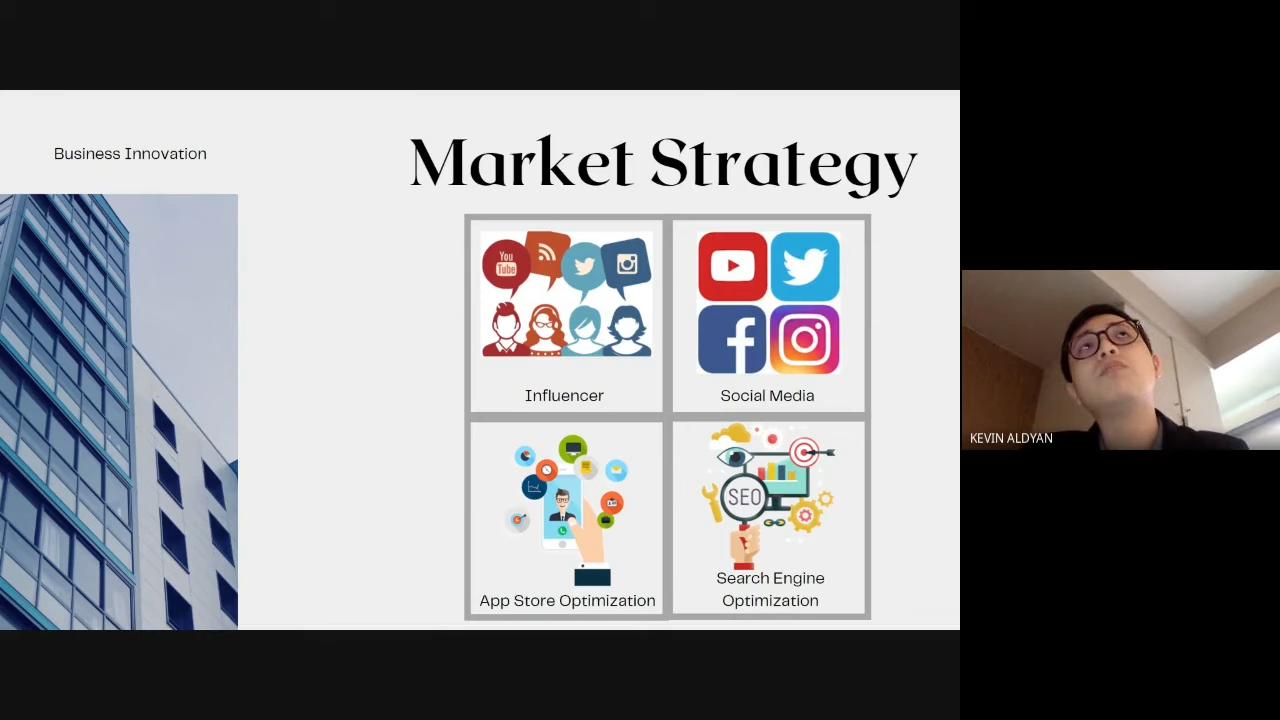 Business Innovation
Market Strategy
You
Tube
Influencer
Social Media
App Store Optimization
SEO
Search Engine
Optimization
KEVIN ALDYAN